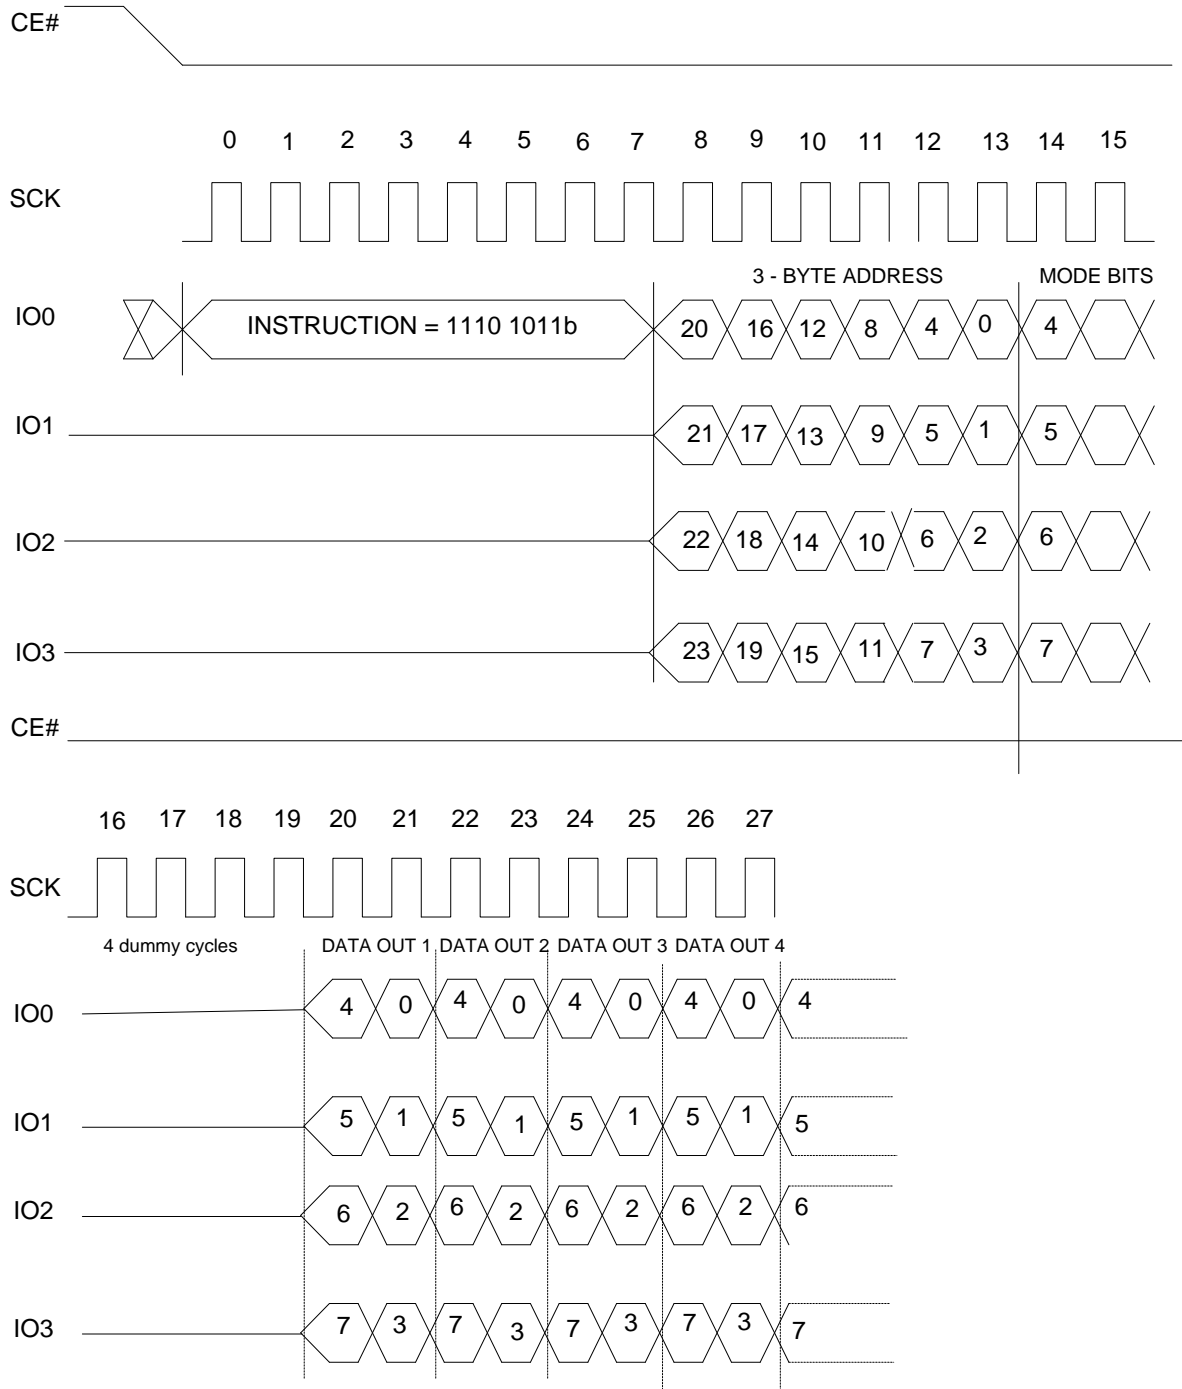 CE#
0 1 2 3 4 5 6 7 8 9 10 11 12 13 14 15
SCK
3 - BYTE ADDRESS MODE BITS
IO0 INSTRUCTION = 1110 1011b 20 16 12 8 4 0 4
IO1 21 17 13 9 5 1 5
IO2 22 18 14 10 6 2 6
IO3 23 19 15 11 7 3 7
CE#
16 17 18 19 20 21 22 23 24 25 26 27
SCK
4 dummy cycles DATA OUT 1 DATA OUT 2 DATA OUT 3 DATA OUT 4
IO0 4 0 4 0 4 0 4 0 4
IO1 5 1 5 1 5 1 5 1 5
IO2 6 2 6 2 6 2 6 2 6
IO3 7 3 7 3 7 3 7 3 7